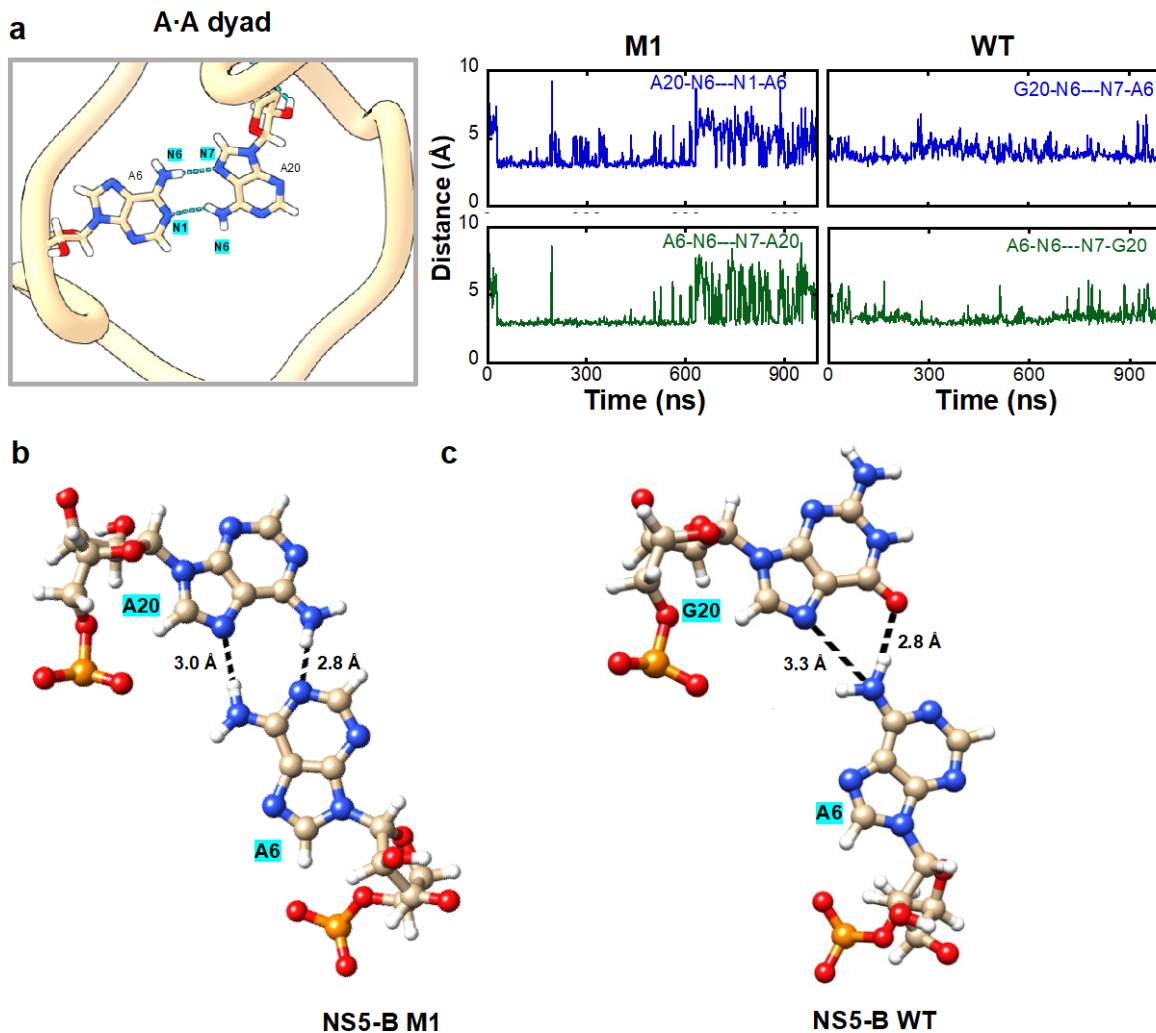 a
A·A dyad
N6
N7
A6
A20
N1
N6
M1
WT
Distance (Å)
10
5
0
A20-N6---N1-A6
G20-N6---N7-A6
10
5
0
A6-N6---N7-A20
A6-N6---N7-G20
0
300
600
900
0
300
600
900
Time (ns)
Time (ns)
b
A20
3.0 Å
2.8 Å
A6
NS5-B M1
c
G20
3.3 Å
2.8 Å
A6
NS5-B WT